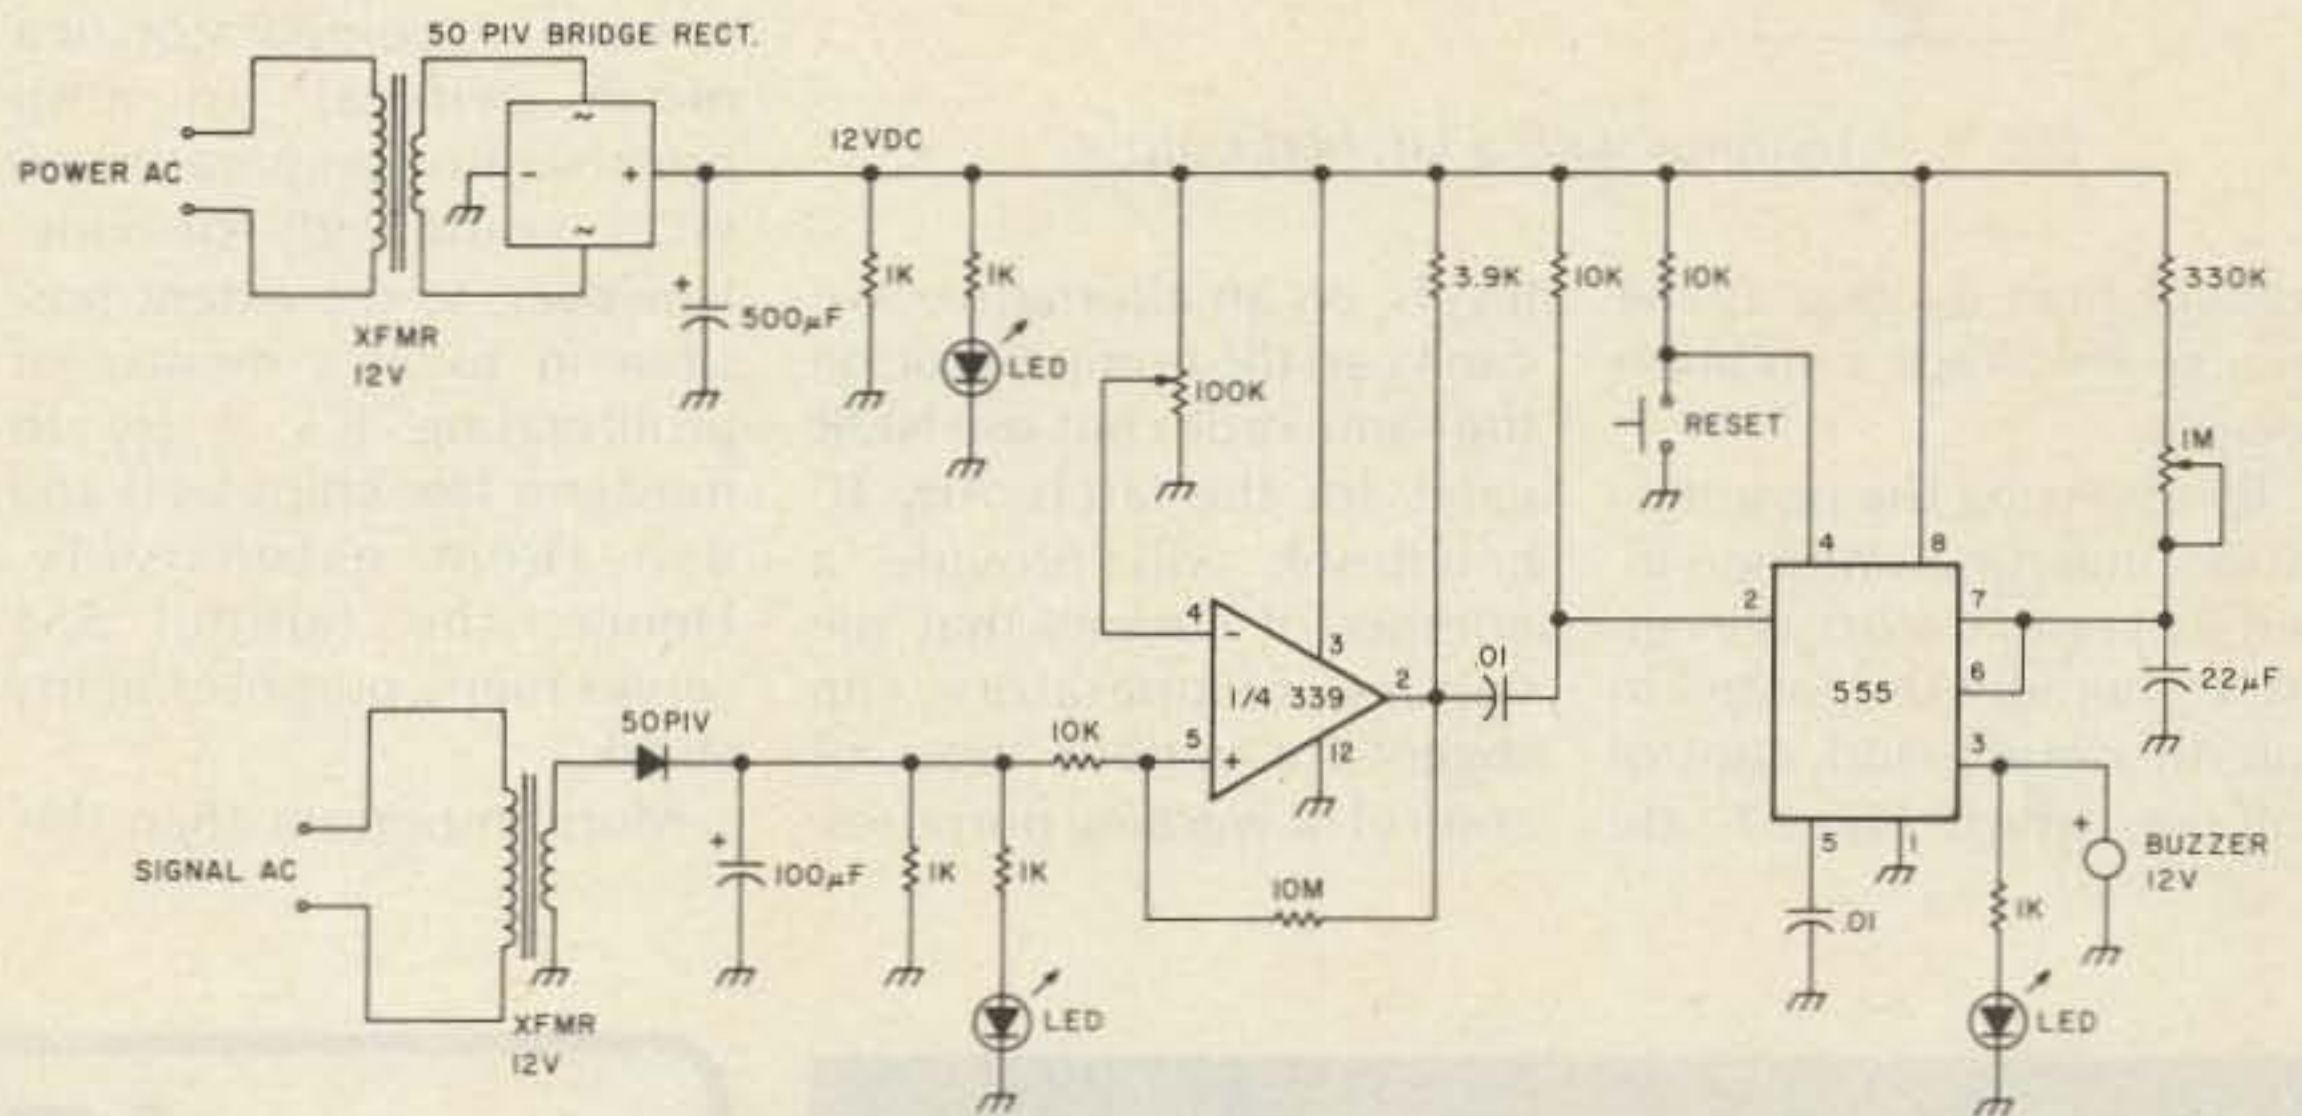 50 PIV BRIDGE RECT.
POWER AC
~
-
+
~
XFMR
12V
12VDC
+
500µF
1K
1K
LED
100K
3.9K
10K
10K
RESET
330K
1M
4
-
3
1/4 339
2
5
+
12
.01
10K
10M
4
8
2
7
6
3
5
1
555
22µF
+
BUZZER
12V
.01
1K
LED
SIGNAL AC
XFMR
12V
50PIV
+
100µF
1K
1K
LED